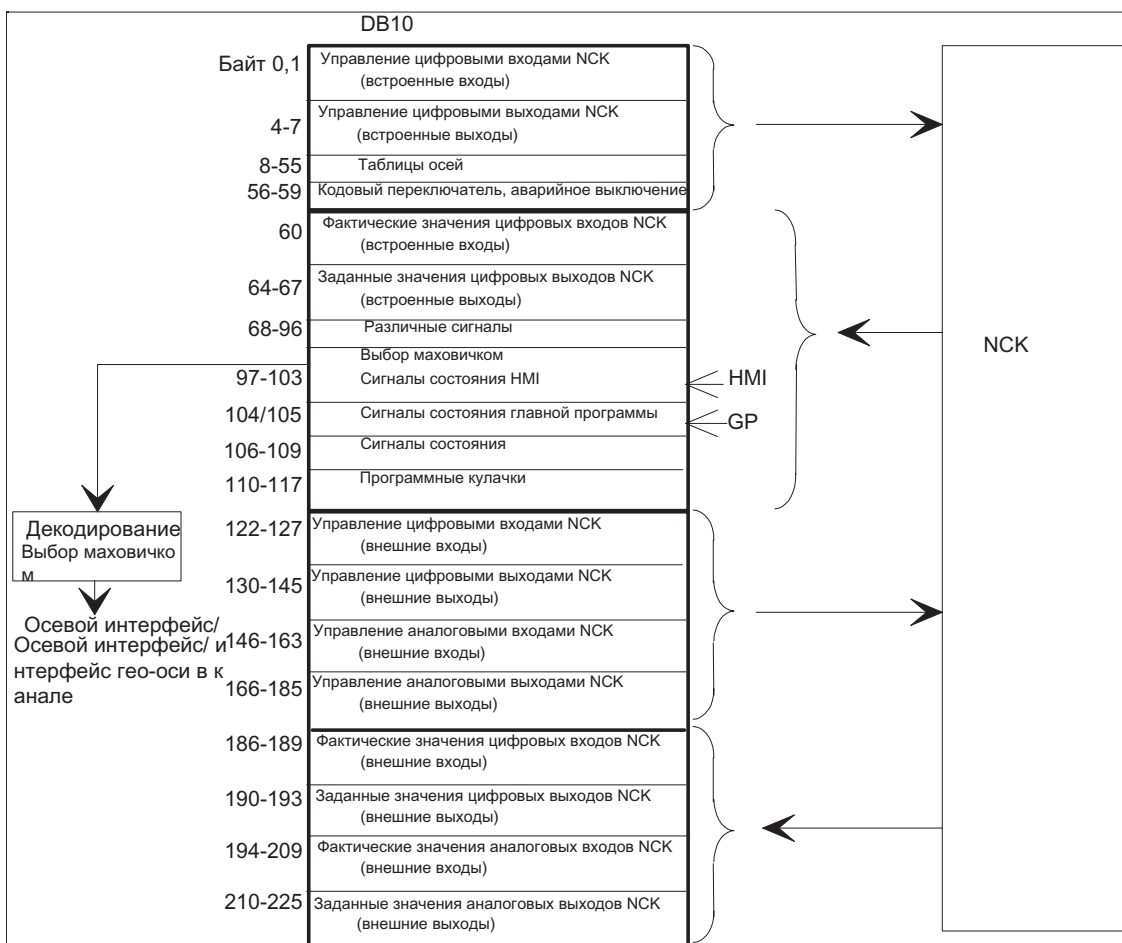 DB10
Байт 0,1
Управление цифровыми входами NCK
(встроенные входы)
4-7
Управление цифровыми выходами NCK
(встроенные выходы)
8-55
Таблицы осей
56-59
Кодовый переключатель, аварийное выключение
60
Фактические значения цифровых входов NCK
(встроенные входы)
64-67
Заданные значения цифровых выходов NCK
(встроенные выходы)
68-96
Различные сигналы
Выбор маховичком
97-103
Сигналы состояния HMI
HMI
104/105
Сигналы состояния главной программы
GP
106-109
Сигналы состояния
110-117
Программные кулачки
NCK
Декодирование
Выбор маховичко
м
Осевой интерфейс/
Осевой интерфейс/ и
нтерфейс гео-оси в к
анале
122-127
Управление цифровыми входами NCK
(внешние входы)
130-145
Управление цифровыми выходами NCK
(внешние выходы)
146-163
Управление аналоговыми входами NCK
(внешние входы)
166-185
Управление аналоговыми выходами NCK
(внешние выходы)
186-189
Фактические значения цифровых входов NCK
(внешние входы)
190-193
Заданные значения цифровых выходов NCK
(внешние выходы)
194-209
Фактические значения аналоговых входов NCK
(внешние входы)
210-225
Заданные значения аналоговых выходов NCK
(внешние выходы)